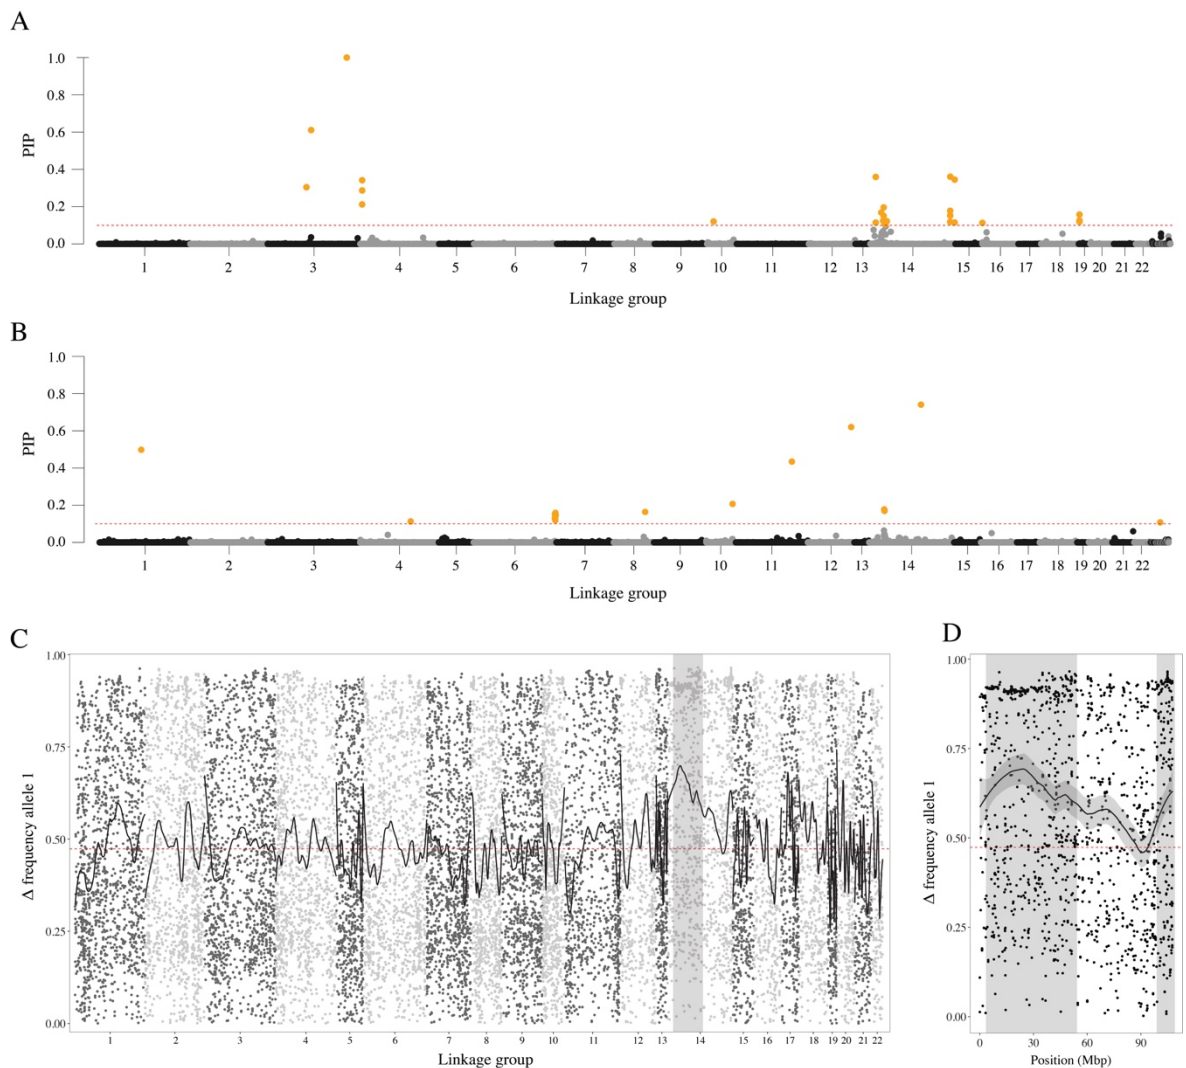 A
1.0
0.8
0.6
0.4
0.2
0.0
PIP
1 2 3 4 5 6 7 8 9 10 11 12 13 14 15 16 17 18 19 20 21 22
Linkage group
B
1.0
0.8
0.6
0.4
0.2
0.0
PIP
1 2 3 4 5 6 7 8 9 10 11 12 13 14 15 16 17 18 19 20 21 22
Linkage group
C
1.00
0.75
0.50
0.25
0.00
Δ frequency allele 1
1 2 3 4 5 6 7 8 9 10 11 12 13 14 15 16 17 18 19 20 21 22
Linkage group
D
1.00
0.75
0.50
0.25
0.00
Δ frequency allele 1
0 30 60 90
Position (Mbp)